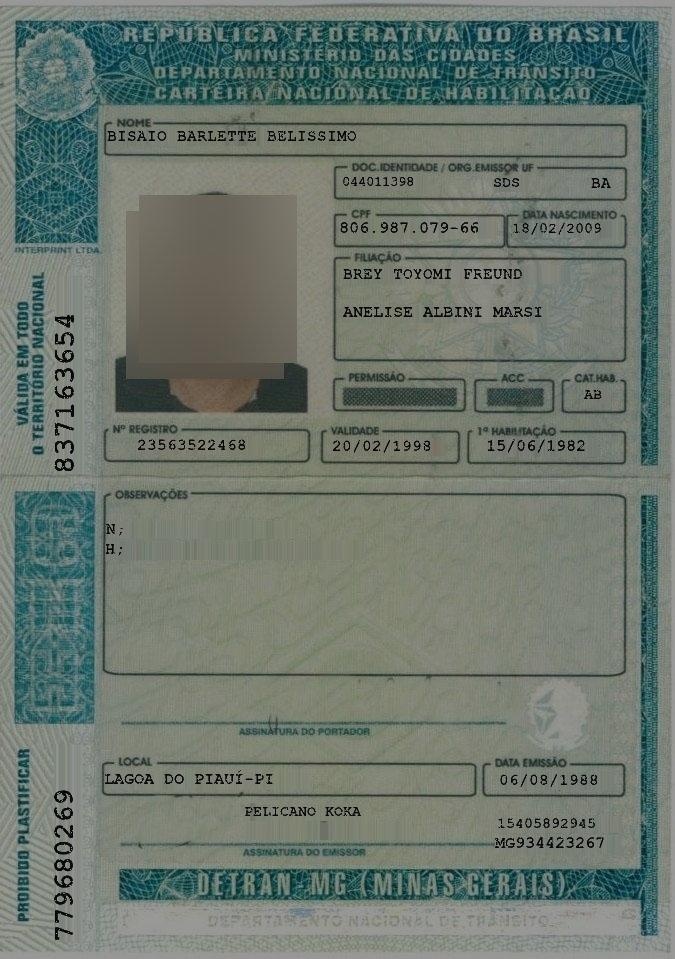 REPÚBLICA FEDERATIVA DO BRASIL
MINISTÉRIO DAS CIDADES
DEPARTAMENTO NACIONAL DE TRÂNSITO
CARTEIRA NACIONAL DE HABILITAÇÃO
NOME
BISAIO BARLETTE BELISSIMO
DOC.IDENTIDADE / ORG.EMISSOR UF
044011398 SDS BA
CPF
806.987.079-66
DATA NASCIMENTO
18/02/2009
FILIAÇÃO
BREY TOYOMI FREUND
ANELISE ALBINI MARSI
PERMISSÃO
ACC
CAT.HAB.
AB
Nº REGISTRO
23563522468
VALIDADE
20/02/1998
1ª HABILITAÇÃO
15/06/1982
INTERPRINT LTDA.
VÁLIDA EM TODO
O TERRITÓRIO NACIONAL
837163654
OBSERVAÇÕES
N;
H;
ASSINATURA DO PORTADOR
LOCAL
LAGOA DO PIAUÍ-PI
DATA EMISSÃO
06/08/1988
PELICANO KOKA
ASSINATURA DO EMISSOR
15405892945
MG934423267
PROIBIDO PLASTIFICAR
779680269
DETRAN-MG (MINAS GERAIS)
DEPARTAMENTO NACIONAL DE TRÂNSITO